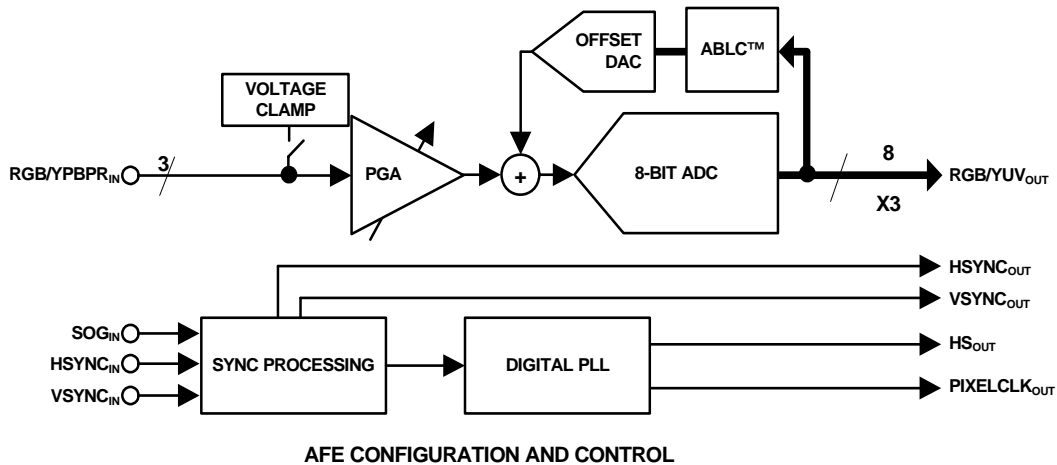 OFFSET
DAC
ABLC™
VOLTAGE
CLAMP
RGB/YPBPRIN
3
PGA
+
8-BIT ADC
8
X3
RGB/YUVOUT
HSYNCOUT
VSYNCOUT
SOGIN
HSYNCIN
VSYNCIN
SYNC PROCESSING
DIGITAL PLL
HSOUT
PIXELCLKOUT
AFE CONFIGURATION AND CONTROL